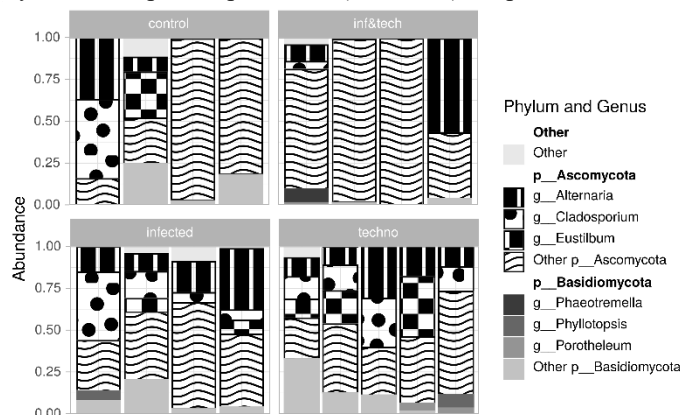 control
inf&tech
1.00
0.75
0.50
0.25
0.00
Abundance
infected
techno
1.00
0.75
0.50
0.25
0.00
Phylum and Genus
Other
Other
p__Ascomycota
g__Alternaria
g__Cladosporium
g__Eustilbum
Other p__Ascomycota
p__Basidiomycota
g__Phaeotremella
g__Phyllotopsis
g__Porotheleum
Other p__Basidiomycota